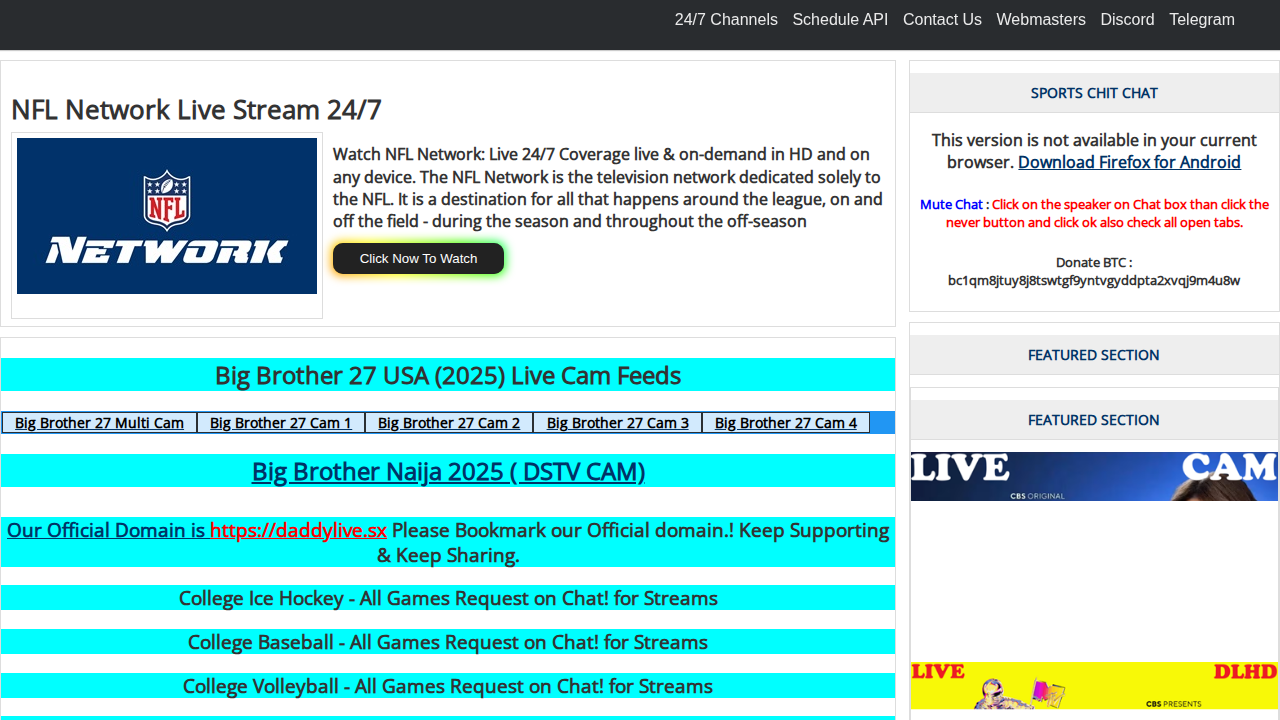 24/7 Channels Schedule API Contact Us Webmasters Discord Telegram
NFL Network Live Stream 24/7
NFL
NETWORK
Watch NFL Network: Live 24/7 Coverage live & on-demand in HD and on
any device. The NFL Network is the television network dedicated solely to
the NFL. It is a destination for all that happens around the league, on and
off the field - during the season and throughout the off-season
Click Now To Watch
Big Brother 27 USA (2025) Live Cam Feeds
Big Brother 27 Multi Cam Big Brother 27 Cam 1 Big Brother 27 Cam 2 Big Brother 27 Cam 3 Big Brother 27 Cam 4
Big Brother Naija 2025 ( DSTV CAM)
Our Official Domain is https://daddylive.sx Please Bookmark our Official domain.! Keep Supporting
& Keep Sharing.
College Ice Hockey - All Games Request on Chat! for Streams
College Baseball - All Games Request on Chat! for Streams
College Volleyball - All Games Request on Chat! for Streams
SPORTS CHIT CHAT
This version is not available in your current
browser. Download Firefox for Android
Mute Chat : Click on the speaker on Chat box than click the
never button and click ok also check all open tabs.
Donate BTC :
bc1qm8jtuy8j8tswtgf9yntvgyddpta2xvqj9m4u8w
FEATURED SECTION
FEATURED SECTION
LIVE CAM
CBS ORIGINAL
LIVE DLHD
CBS PRESENTS